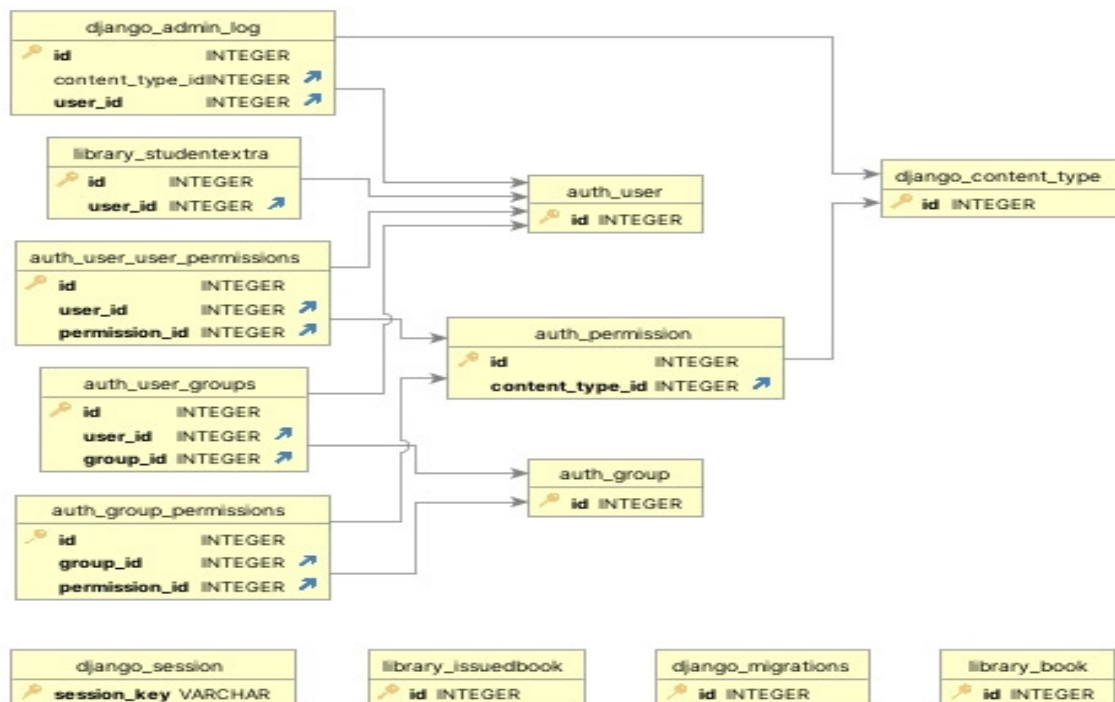 django_admin_log
id INTEGER
content_type_id INTEGER
user_id INTEGER
library_studentextra
id INTEGER
user_id INTEGER
auth_user_user_permissions
id INTEGER
user_id INTEGER
permission_id INTEGER
auth_user_groups
id INTEGER
user_id INTEGER
group_id INTEGER
auth_group_permissions
id INTEGER
group_id INTEGER
permission_id INTEGER
auth_user
id INTEGER
auth_permission
id INTEGER
content_type_id INTEGER
auth_group
id INTEGER
django_content_type
id INTEGER
django_session
session_key VARCHAR
library_issuedbook
id INTEGER
django_migrations
id INTEGER
library_book
id INTEGER